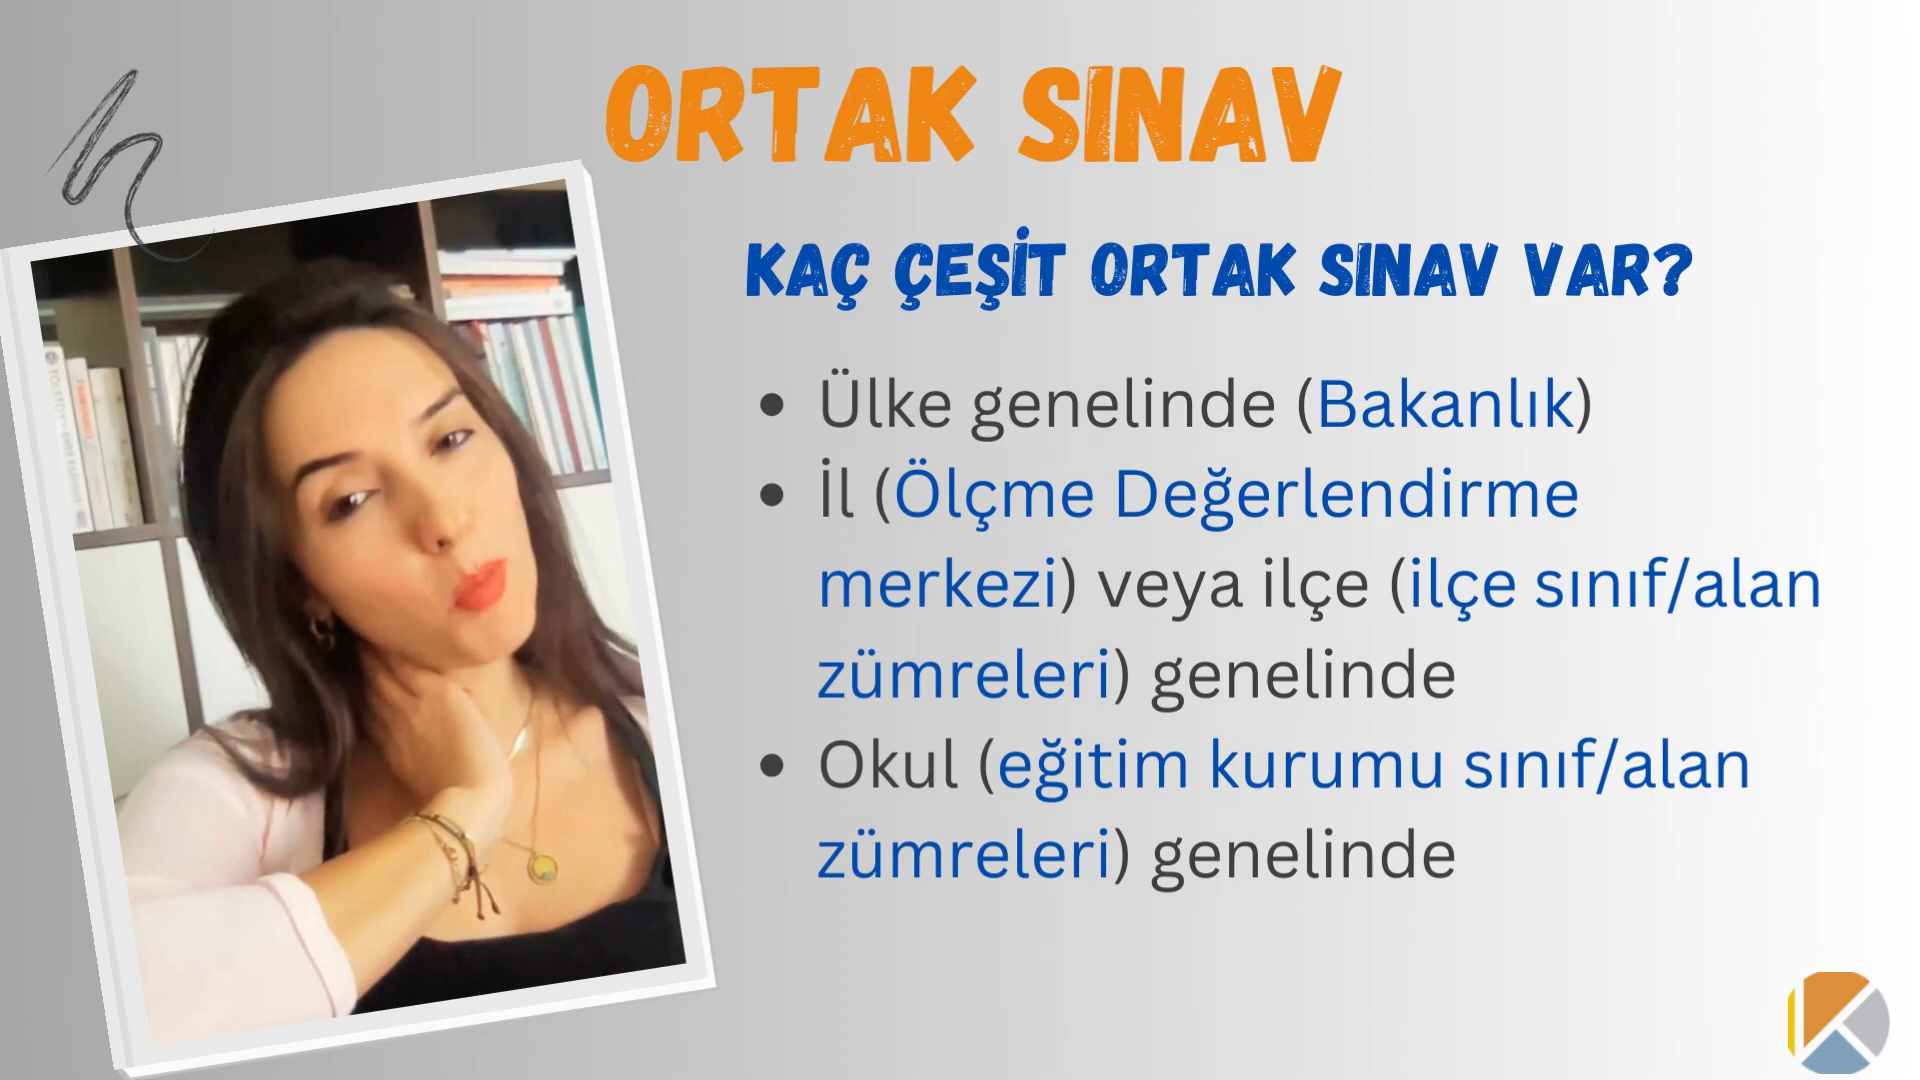 ORTAK SINAV
KAÇ ÇEŞİT ORTAK SINAV VAR?
• Ülke genelinde (Bakanlık)
• İl (Ölçme Değerlendirme
merkezi) veya ilçe (ilçe sınıf/alan
zümreleri) genelinde
• Okul (eğitim kurumu sınıf/alan
zümreleri) genelinde
TOLSTOY